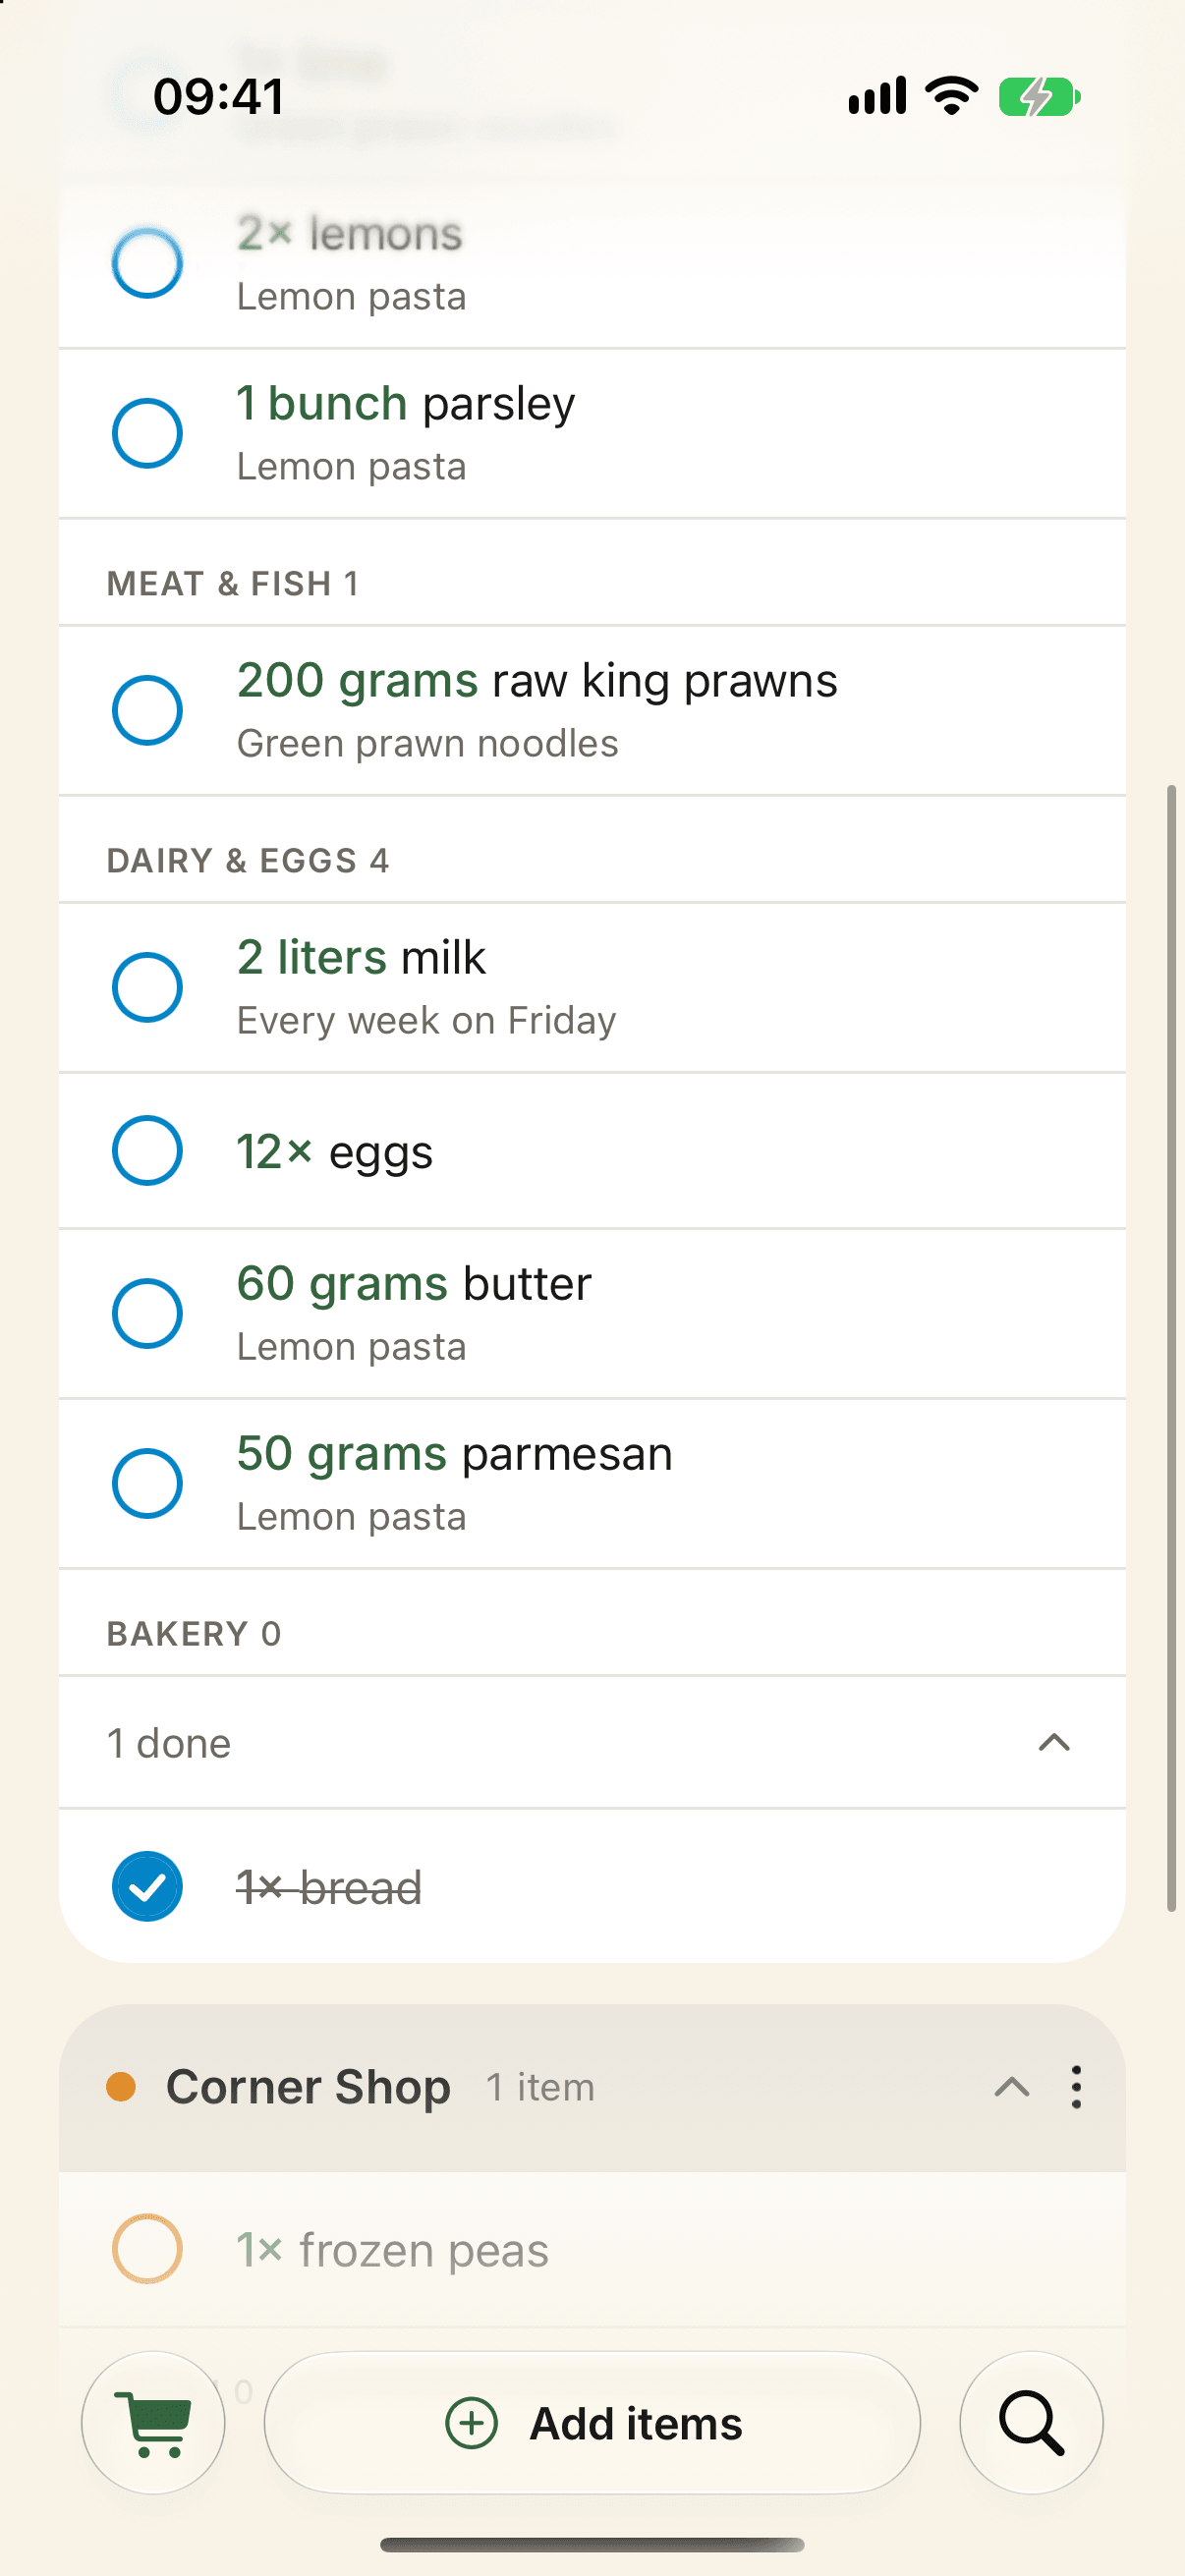 09:41
2× lemons
Lemon pasta
1 bunch parsley
Lemon pasta
MEAT & FISH 1
200 grams raw king prawns
Green prawn noodles
DAIRY & EGGS 4
2 liters milk
Every week on Friday
12× eggs
60 grams butter
Lemon pasta
50 grams parmesan
Lemon pasta
BAKERY 0
1 done
1× bread
Corner Shop 1 item
1× frozen peas
0
Add items